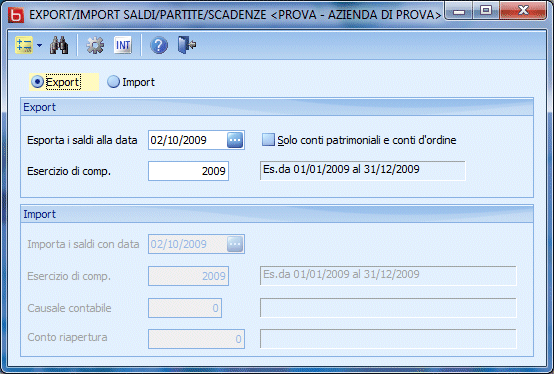 EXPORT/IMPORT SALDI/PARTITE/SCADENZE <PROVA - AZIENDA DI PROVA>
INT
Export Import
Export
Esporta i saldi alla data 02/10/2009 ... Solo conti patrimoniali e conti d'ordine
Esercizio di comp. 2009 Es.da 01/01/2009 al 31/12/2009
Import
Importa i saldi con data 02/10/2009 ...
Esercizio di comp. 2009 Es.da 01/01/2009 al 31/12/2009
Causale contabile 0
Conto riapertura 0